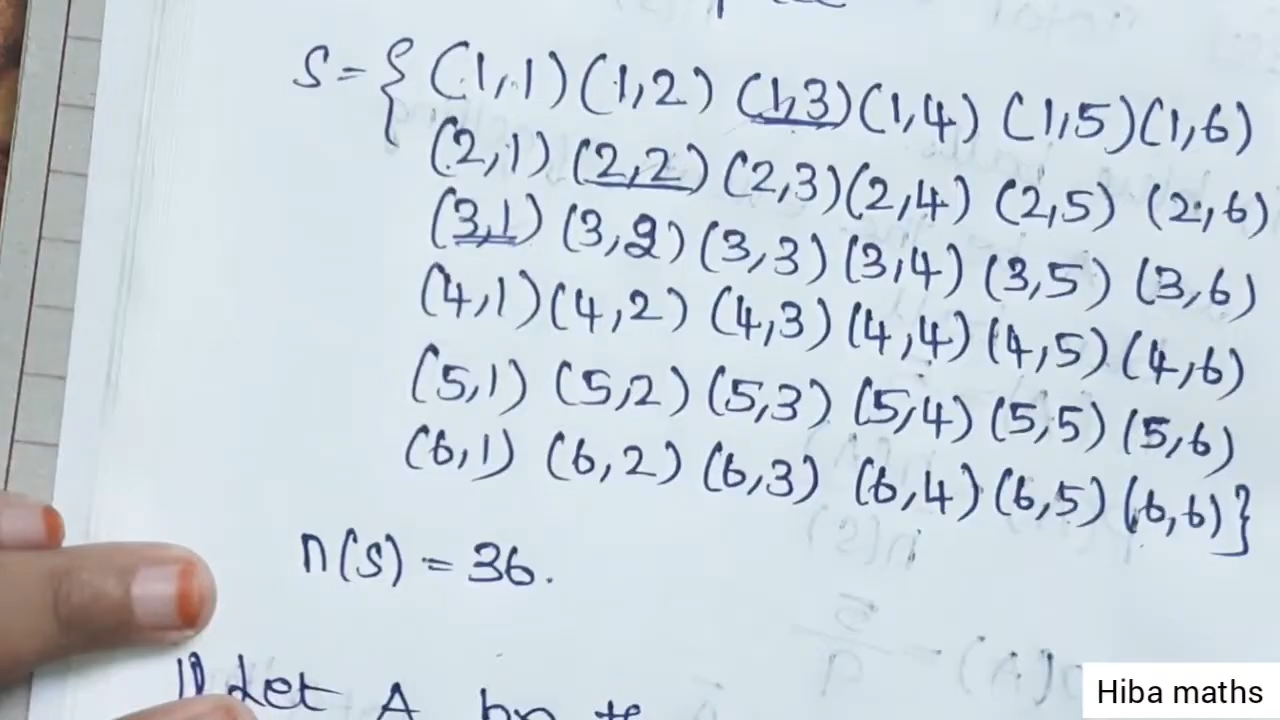 S = { (1,1) (1,2) (1,3) (1,4) (1,5) (1,6)
(2,1) (2,2) (2,3) (2,4) (2,5) (2,6)
(3,1) (3,2) (3,3) (3,4) (3,5) (3,6)
(4,1) (4,2) (4,3) (4,4) (4,5) (4,6)
(5,1) (5,2) (5,3) (5,4) (5,5) (5,6)
(6,1) (6,2) (6,3) (6,4) (6,5) (6,6) }
n(S) = 36.
Let A
Hiba maths